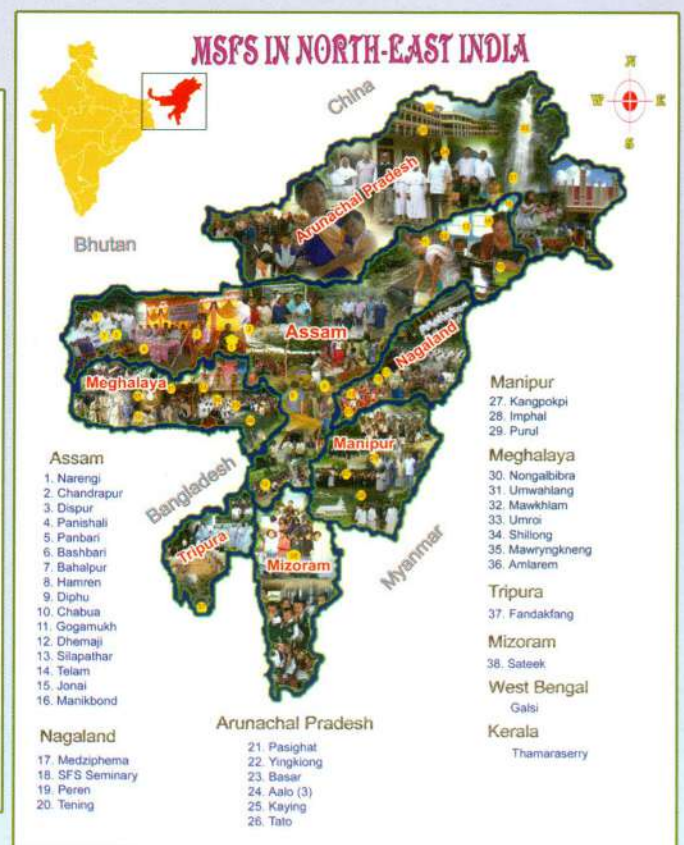 MSFS IN NORTH-EAST INDIA
N
W E
S
China
Bhutan
Arunachal Pradesh
Assam
Nagaland
Meghalaya
Manipur
Bangladesh
Myanmar
Tripura
Mizoram
Assam
1. Narengi
2. Chandrapur
3. Dispur
4. Panishali
5. Panbari
6. Bashbari
7. Bahalpur
8. Hamren
9. Diphu
10. Chabua
11. Gogamukh
12. Dhemaji
13. Silapathar
14. Telam
15. Jonai
16. Manikbond
Nagaland
17. Medziphema
18. SFS Seminary
19. Peren
20. Tening
Arunachal Pradesh
21. Pasighat
22. Yingkiong
23. Basar
24. Aalo (3)
25. Kaying
26. Tato
Manipur
27. Kangpokpi
28. Imphal
29. Purul
Meghalaya
30. Nongalbibra
31. Umwahlang
32. Mawkhlam
33. Umroi
34. Shillong
35. Mawryngkneng
36. Amlarem
Tripura
37. Fandakfang
Mizoram
38. Sateek
West Bengal
Galsi
Kerala
Thamaraserry